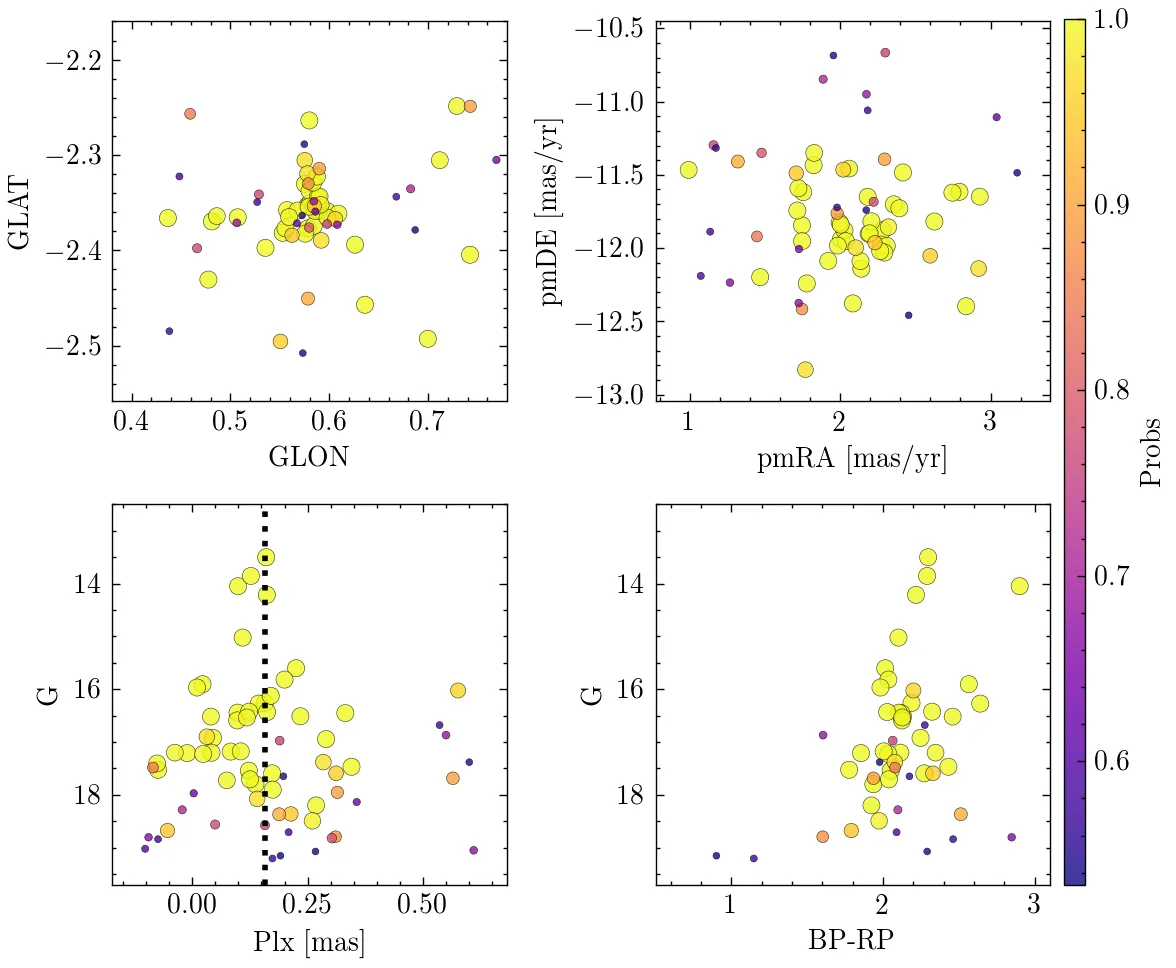 −2.2
−2.3
−2.4
−2.5
GLAT
0.4 0.5 0.6 0.7
GLON
−10.5
−11.0
−11.5
−12.0
−12.5
−13.0
pmDE [mas/yr]
1 2 3
pmRA [mas/yr]
14
16
18
G
0.00 0.25 0.50
Plx [mas]
14
16
18
G
1 2 3
BP-RP
1.0
0.9
0.8
0.7
0.6
Probs